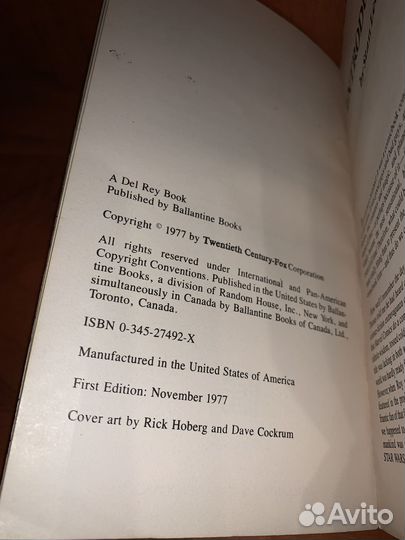 A Del Rey Book
Published by Ballantine Books
Copyright © 1977 by Twentieth Century-Fox Corporation
All rights reserved under International and Pan-American
Copyright Conventions. Published in the United States by Ballan-
tine Books, a division of Random House, Inc., New York, and
simultaneously in Canada by Ballantine Books of Canada, Ltd.,
Toronto, Canada.
ISBN 0-345-27492-X
Manufactured in the United States of America
First Edition: November 1977
Cover art by Rick Hoberg and Dave Cockrum
STAR WARS
Avito